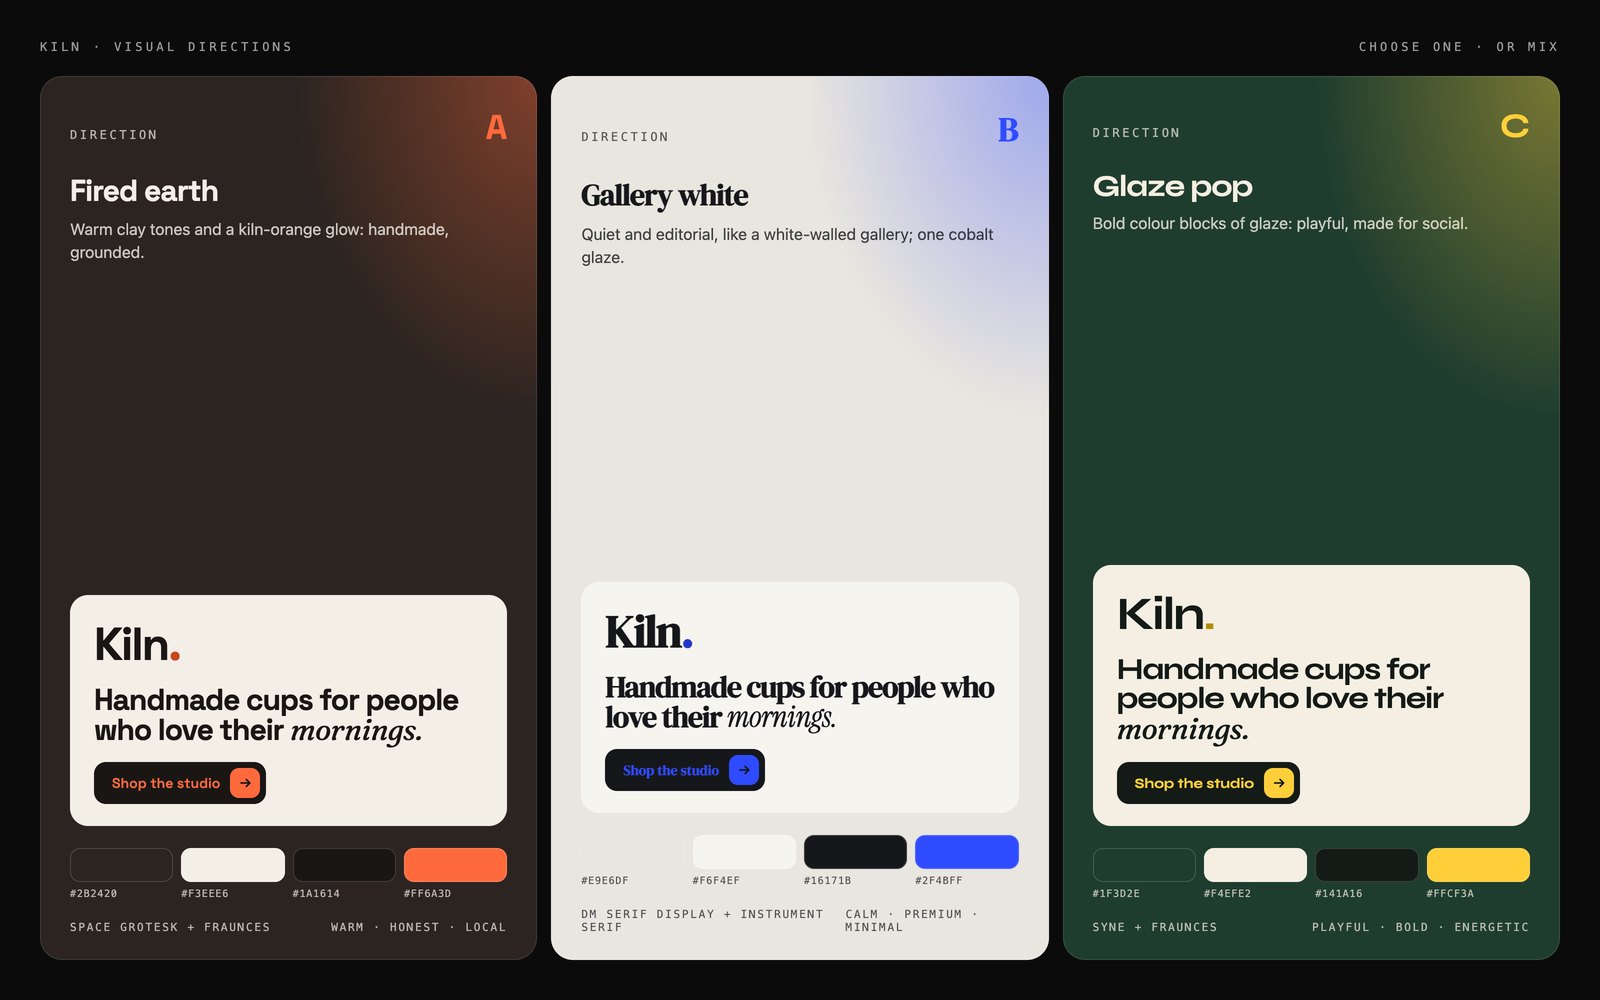 KILN · VISUAL DIRECTIONS
CHOOSE ONE · OR MIX
DIRECTION
A
Fired earth
Warm clay tones and a kiln-orange glow: handmade,
grounded.
Kiln.
Handmade cups for people
who love their mornings.
Shop the studio →
#2B2420
#F3EEE6
#1A1614
#FF6A3D
SPACE GROTESK + FRAUNCES
WARM · HONEST · LOCAL
DIRECTION
B
Gallery white
Quiet and editorial, like a white-walled gallery; one cobalt
glaze.
Kiln.
Handmade cups for people who
love their mornings.
Shop the studio →
#E9E6DF
#F6F4EF
#16171B
#2F4BFF
DM SERIF DISPLAY + INSTRUMENT
SERIF
CALM · PREMIUM ·
MINIMAL
DIRECTION
C
Glaze pop
Bold colour blocks of glaze: playful, made for social.
Kiln.
Handmade cups for
people who love their
mornings.
Shop the studio →
#1F3D2E
#F4EFE2
#141A16
#FFCF3A
SYNE + FRAUNCES
PLAYFUL · BOLD · ENERGETIC